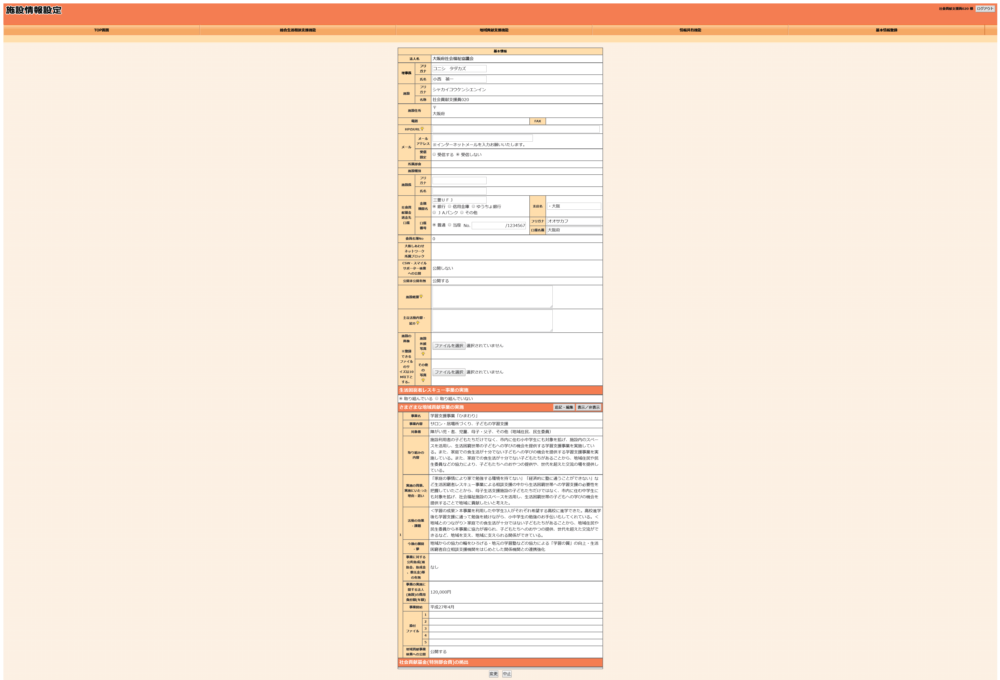 施設情報設定
社会貢献支援員020 様 ログアウト
TOP画面 総合生活相談支援機能 地域貢献支援機能 情報共有機能 基本情報登録
基本情報
法人名 大阪府社会福祉協議会
理事長
フリ
ガナ
コニシ　タダカズ
氏名 小西　禎一
施設
フリ
ガナ
シャカイコウケンシエンイン
名称 社会貢献支援員020
施設住所
〒
大阪府
電話 FAX
HPのURL
メール
メール
アドレス
※インターネットメールを入力お願いいたします。
受信
設定
受信する 受信しない
所属部会
施設種別
施設長
フリ
ガナ
氏名
社会貢
献基金
送金先
口座
金融
機関名
三菱ＵＦＪ
銀行 信用金庫 ゆうちょ銀行
ＪＡバンク その他
支店名 ・大阪
口座
番号
普通 当座 No. /1234567
フリガナ オオサカフ
口座名義 大阪府
会員名簿No 0
大阪しあわせ
ネットワーク
所属ブロック
CSW・スマイル
サポーター検索
への公開
公開しない
公開非公開有無 公開する
施設概要
主な活動内容・
紹介
施設の
画像
※登録
できる
ファイル
のサ
イズは10
M以下と
する。
施設
外観
写真
ファイルを選択 選択されていません
その他
の
写真
ファイルを選択 選択されていません
生活困窮者レスキュー事業の実施
取り組んでいる 取り組んでいない
さまざまな地域貢献事業の実施 追記・編集 表示／非表示
1
事業名 学習支援事業「ひまわり」
事業内容 サロン・居場所づくり、子どもの学習支援
対象者 障がい児・者、児童、母子・父子、その他（地域住民、民生委員）
取り組みの
内容
施設利用者の子どもたちだけでなく、市内に住む小中学生にも対象を拡げ、施設内のスペー
スを活用し、生活困窮世帯の子どもへの学びの機会を提供する学習支援事業を実施してい
る。また、家庭での食生活が十分でない子どもへの学びの機会を提供する学習支援事業を実
施している。また、家庭での食生活が十分でない子どもたちがあることから、地域住民や民
生委員などの協力により、子どもたちへのおやつの提供や、世代を超えた交流の場を提供し
ている。
実施の背景、
実施にいたった
理由・思い
「家庭の事情により家で勉強する環境を持てない」「経済的に塾に通うことができない」な
ど生活困窮者レスキュー事業による相談支援の中から生活困窮世帯への学習支援の必要性を
把握していたことから、母子生活支援施設の子どもたちだけではなく、市内に住む中学生に
も対象を拡げ、社会福祉施設のスペースを活用し、生活困窮世帯の子どもへの学びの機会を
提供することで地域に貢献したいと考えた。
活動の効果
・課題
＜学習の成果＞本事業を利用した中学生3人がそれぞれ希望する高校に進学できた。高校進学
後も学習支援に通って勉強を続けながら、小中学生の勉強のお手伝いもしてくれている。＜
地域とのつながり＞家庭での食生活が十分ではない子どもたちがあることから、地域住民や
民生委員から本事業に協力が得られ、子どもたちへのおやつの提供、世代を超えた交流がで
きるなど、地域を支え、地域に支えられる関係ができている。
今後の展開
・夢
地域からの協力の輪をひろげる・地元の学習塾などの協力による「学習の質」の向上・生活
困窮者自立相談支援機関をはじめとした関係機関との連携強化
事業に対する
公的助成(補
助金、助成金
、委託金)等
の有無
なし
事業の実施に
関する法人
(施設)の費用
負担額(年額)
120,000円
事業開始 平成27年4月
添付
ファイル
1
2
3
4
5
地域貢献事業
検索への公開
公開する
社会貢献基金(特別部会費)の拠出
変更 中止